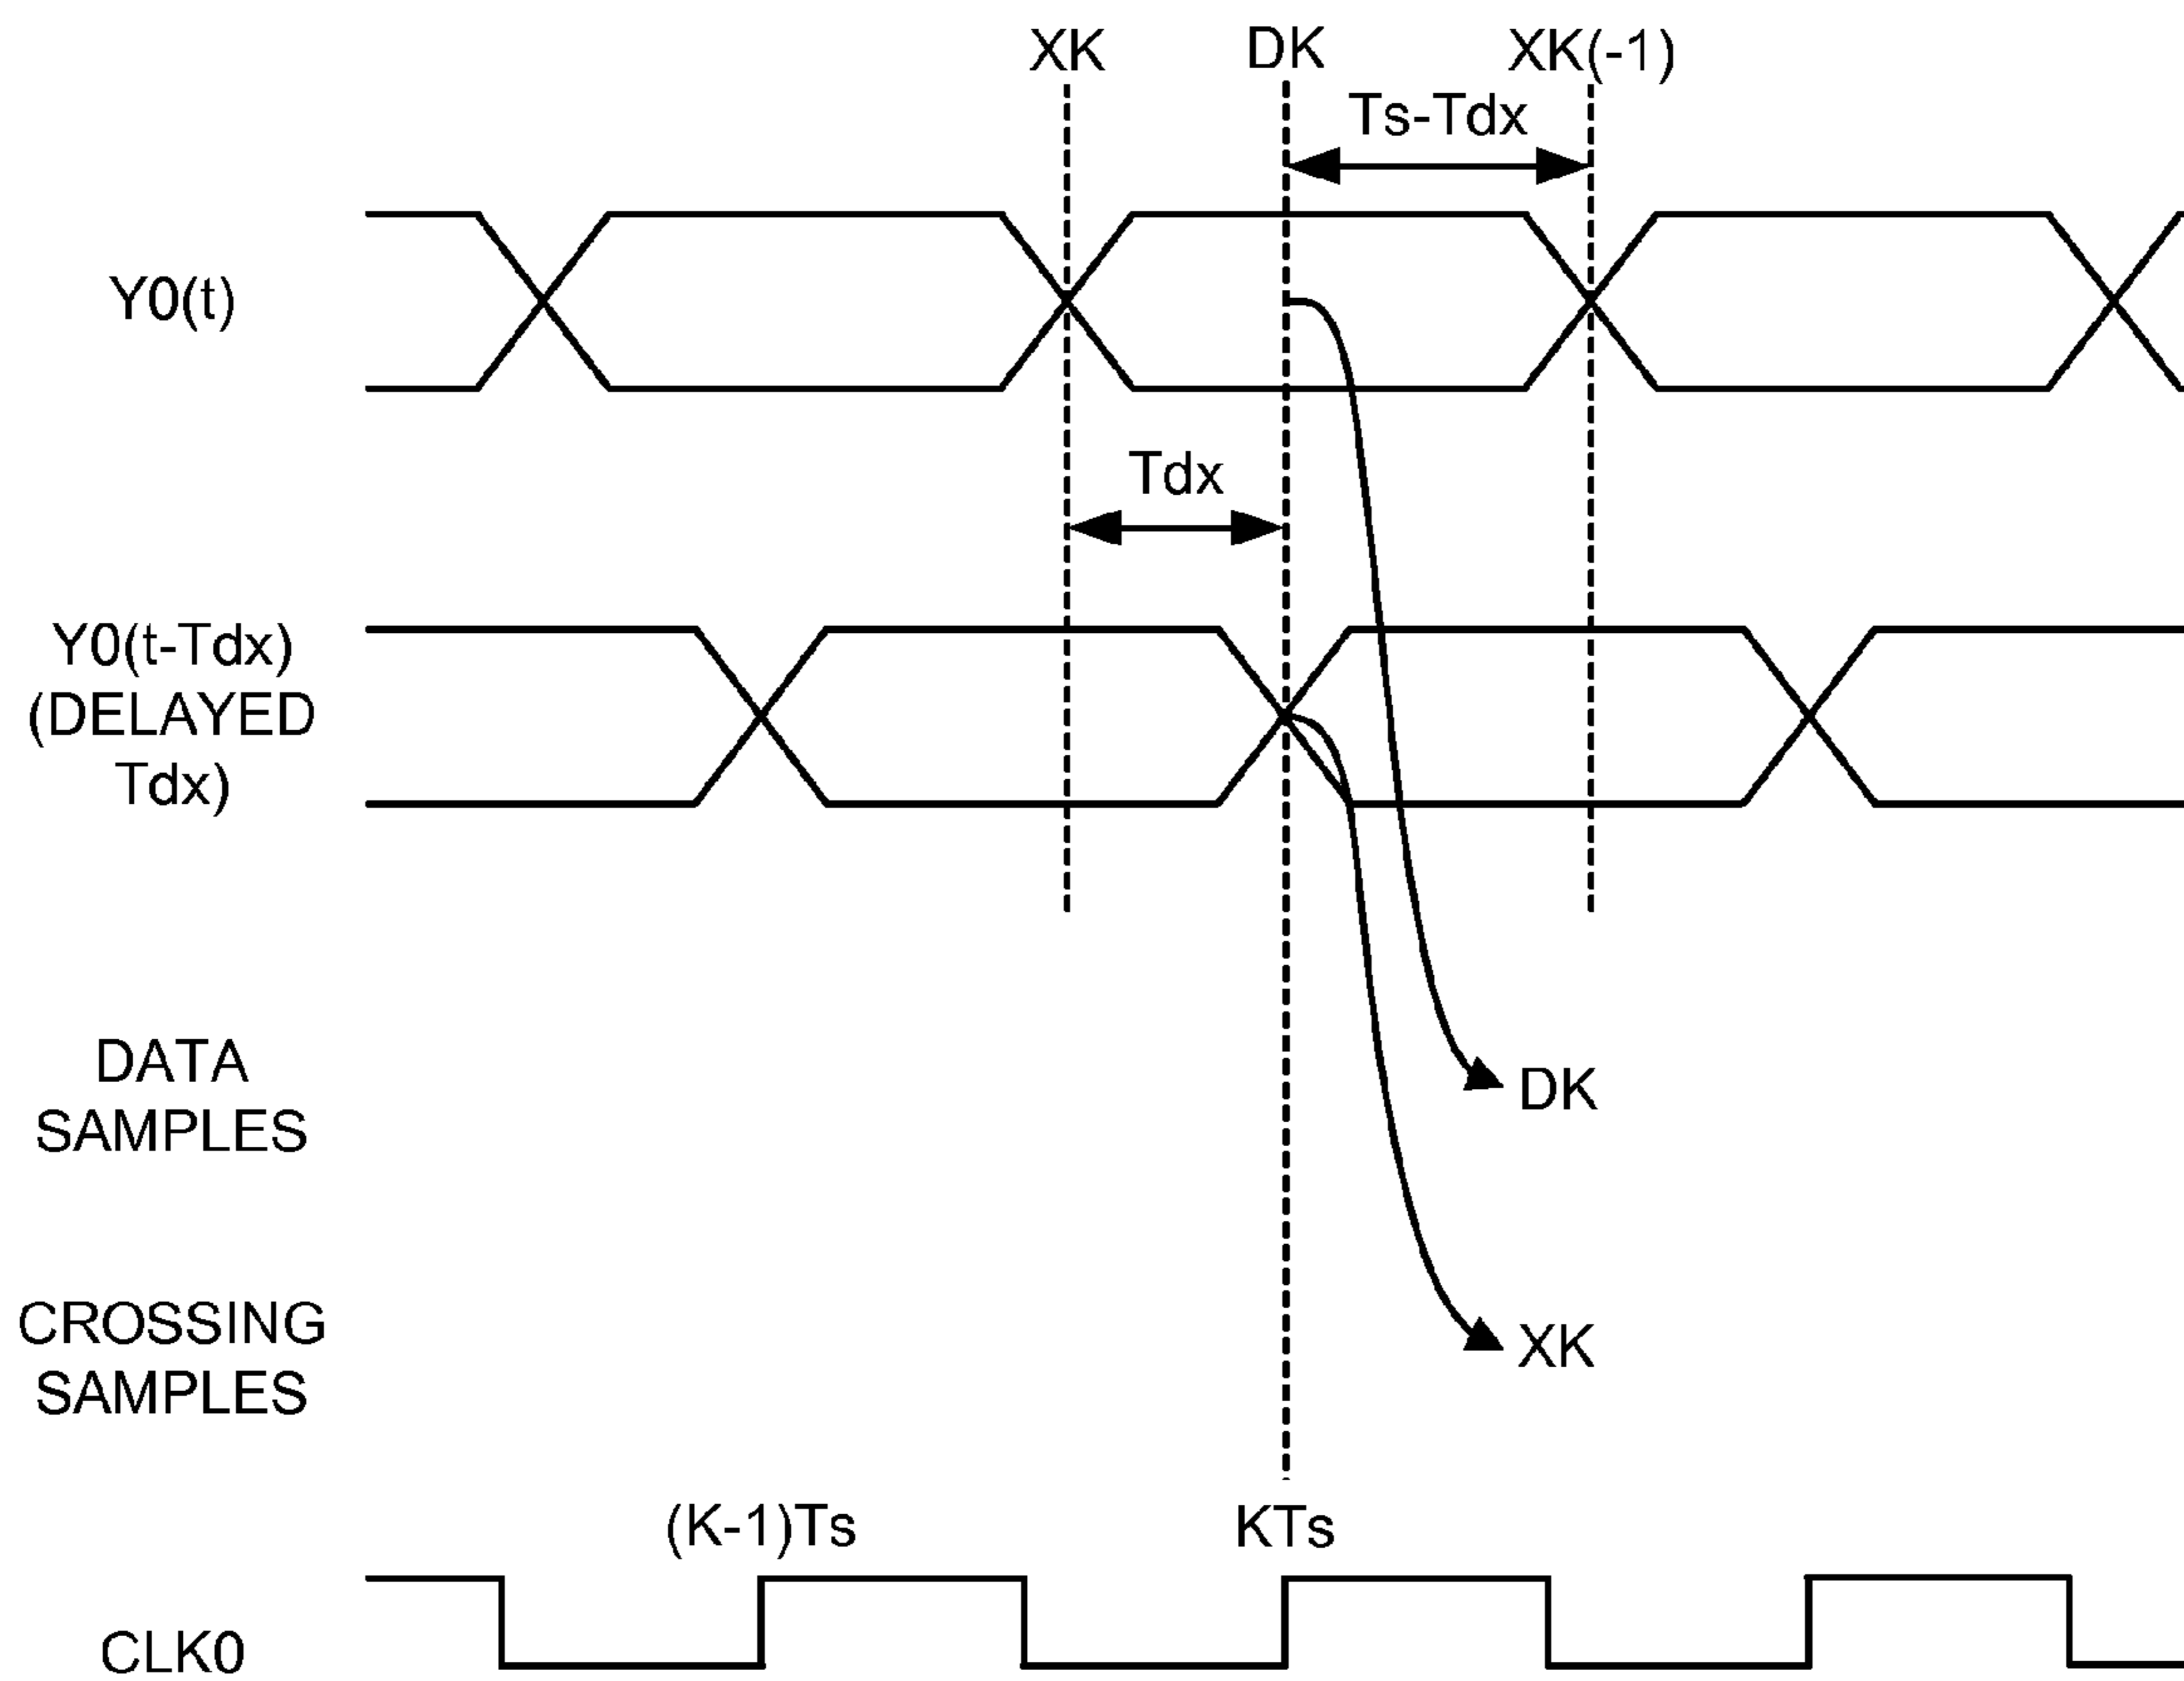 XK
DK
XK(-1)
Ts-Tdx
Y0(t)
Tdx
Y0(t-Tdx)
(DELAYED
Tdx)
DATA
SAMPLES
DK
CROSSING
SAMPLES
XK
(K-1)Ts
KTs
CLK0